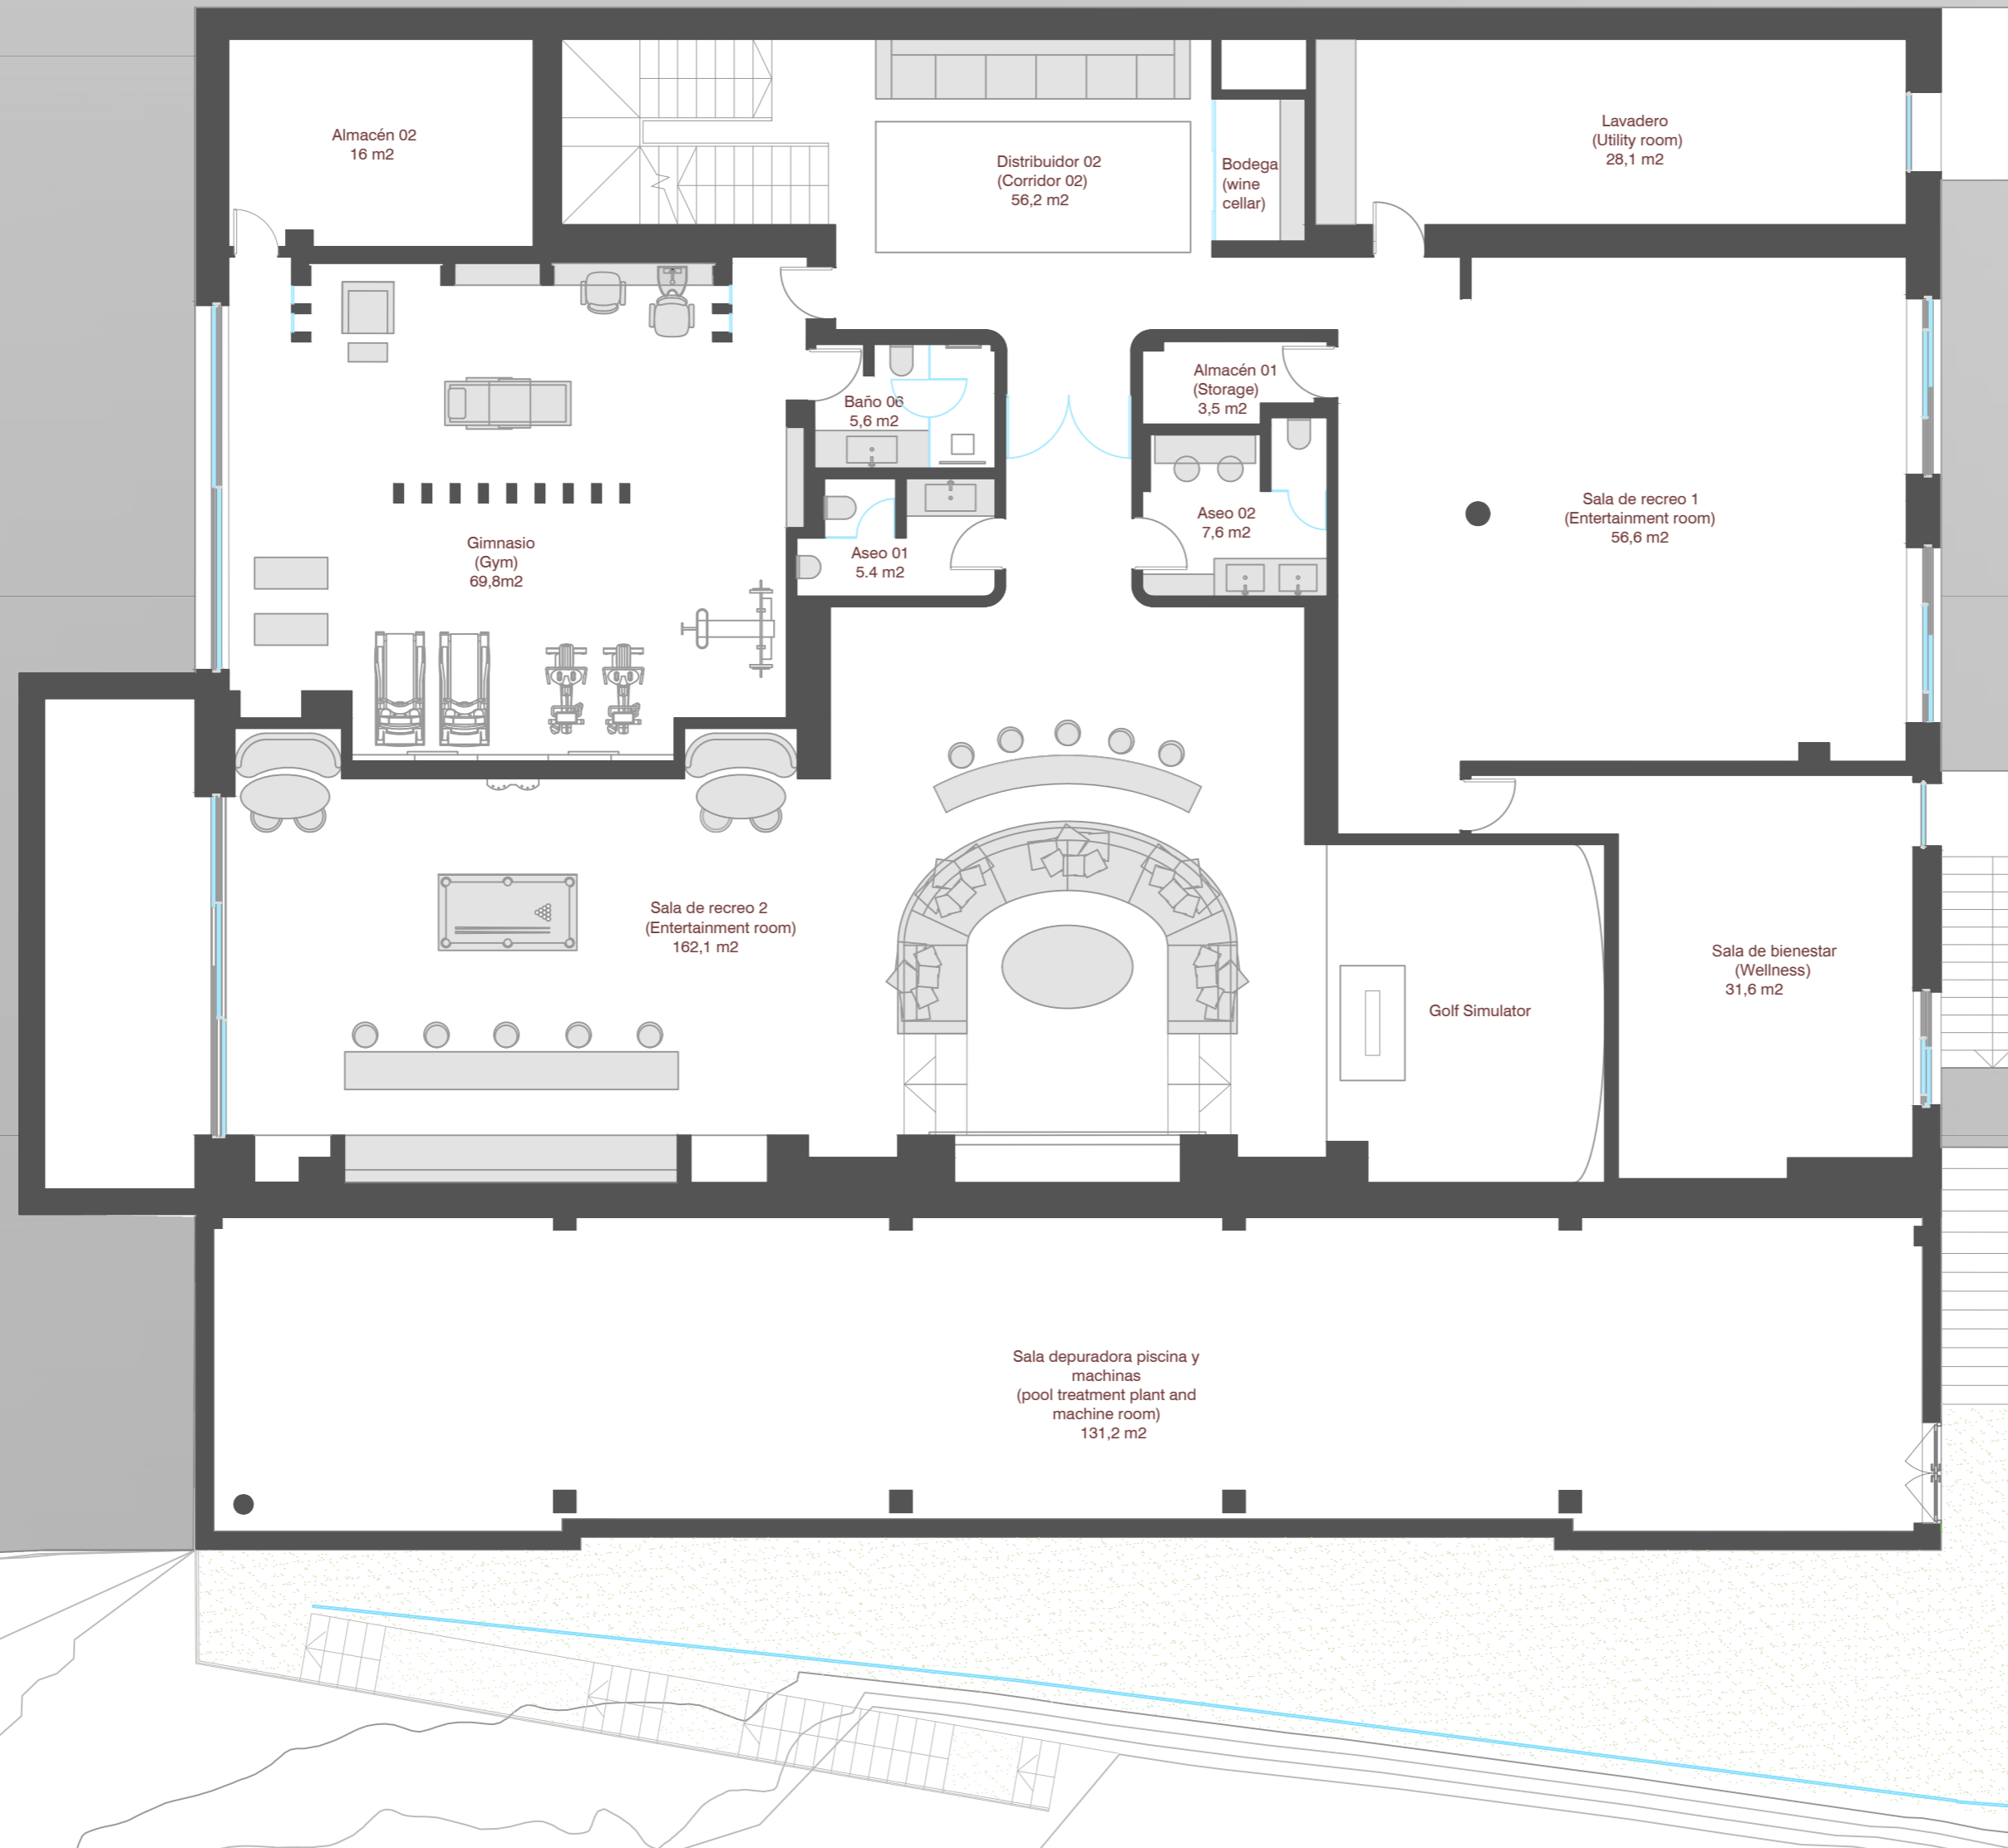 Almacén 02
16 m2
Distribuidor 02
(Corridor 02)
56,2 m2
Bodega
(wine
cellar)
Lavadero
(Utility room)
28,1 m2
Baño 06
5,6 m2
Almacén 01
(Storage)
3,5 m2
Gimnasio
(Gym)
69,8m2
Aseo 01
5.4 m2
Aseo 02
7,6 m2
Sala de recreo 1
(Entertainment room)
56,6 m2
Sala de recreo 2
(Entertainment room)
162,1 m2
Golf Simulator
Sala de bienestar
(Wellness)
31,6 m2
Sala depuradora piscina y
machinas
(pool treatment plant and
machine room)
131,2 m2